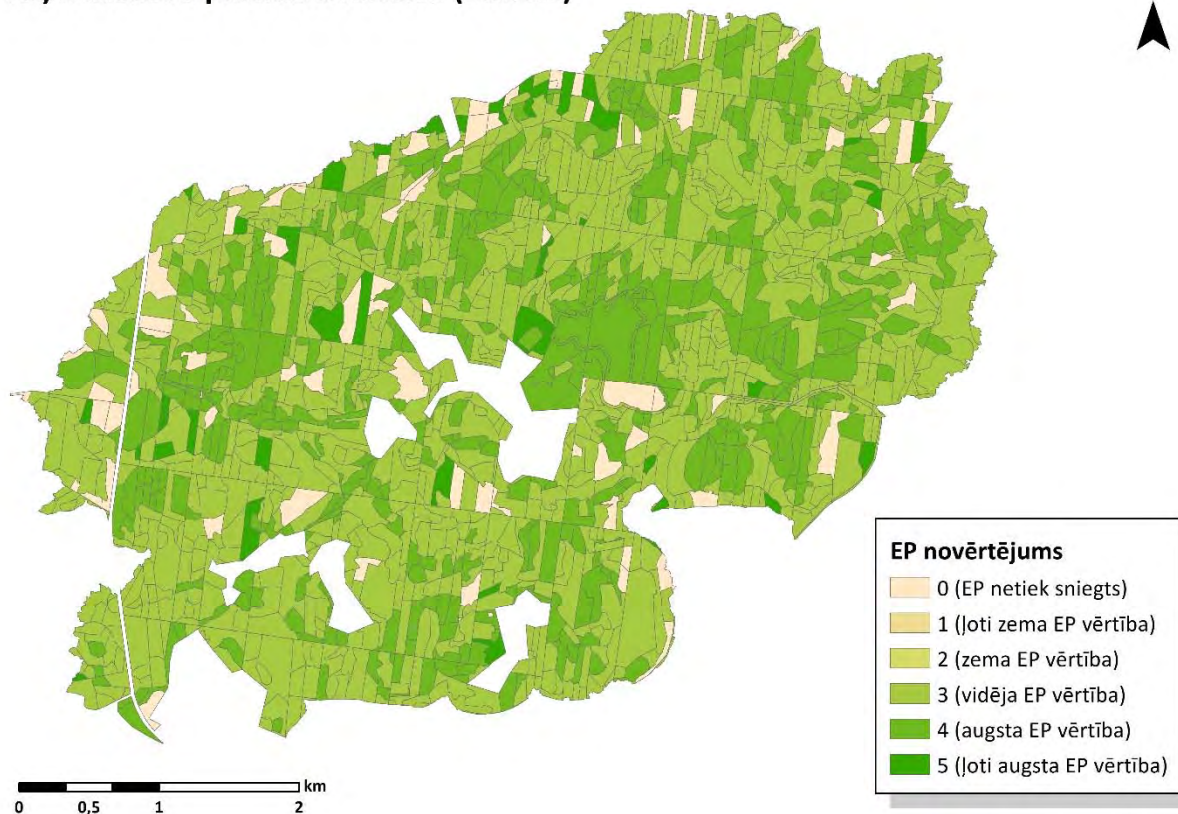 EP novērtējums
0 (EP netiek sniegts)
1 (ļoti zema EP vērtība)
2 (zema EP vērtība)
3 (vidēja EP vērtība)
4 (augsta EP vērtība)
5 (ļoti augsta EP vērtība)
km
0 0,5 1 2